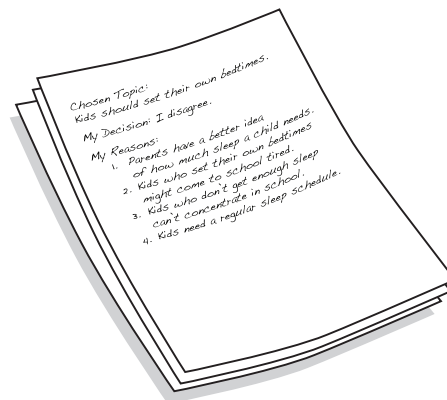 Chosen Topic:
Kids should set their own bedtimes.
My Decision: I disagree.
My Reasons:
1. Parents have a better idea
of how much sleep a child needs.
2. Kids who set their own bedtimes
might come to school tired.
3. Kids who don't get enough sleep
can't concentrate in school.
4. Kids need a regular sleep schedule.